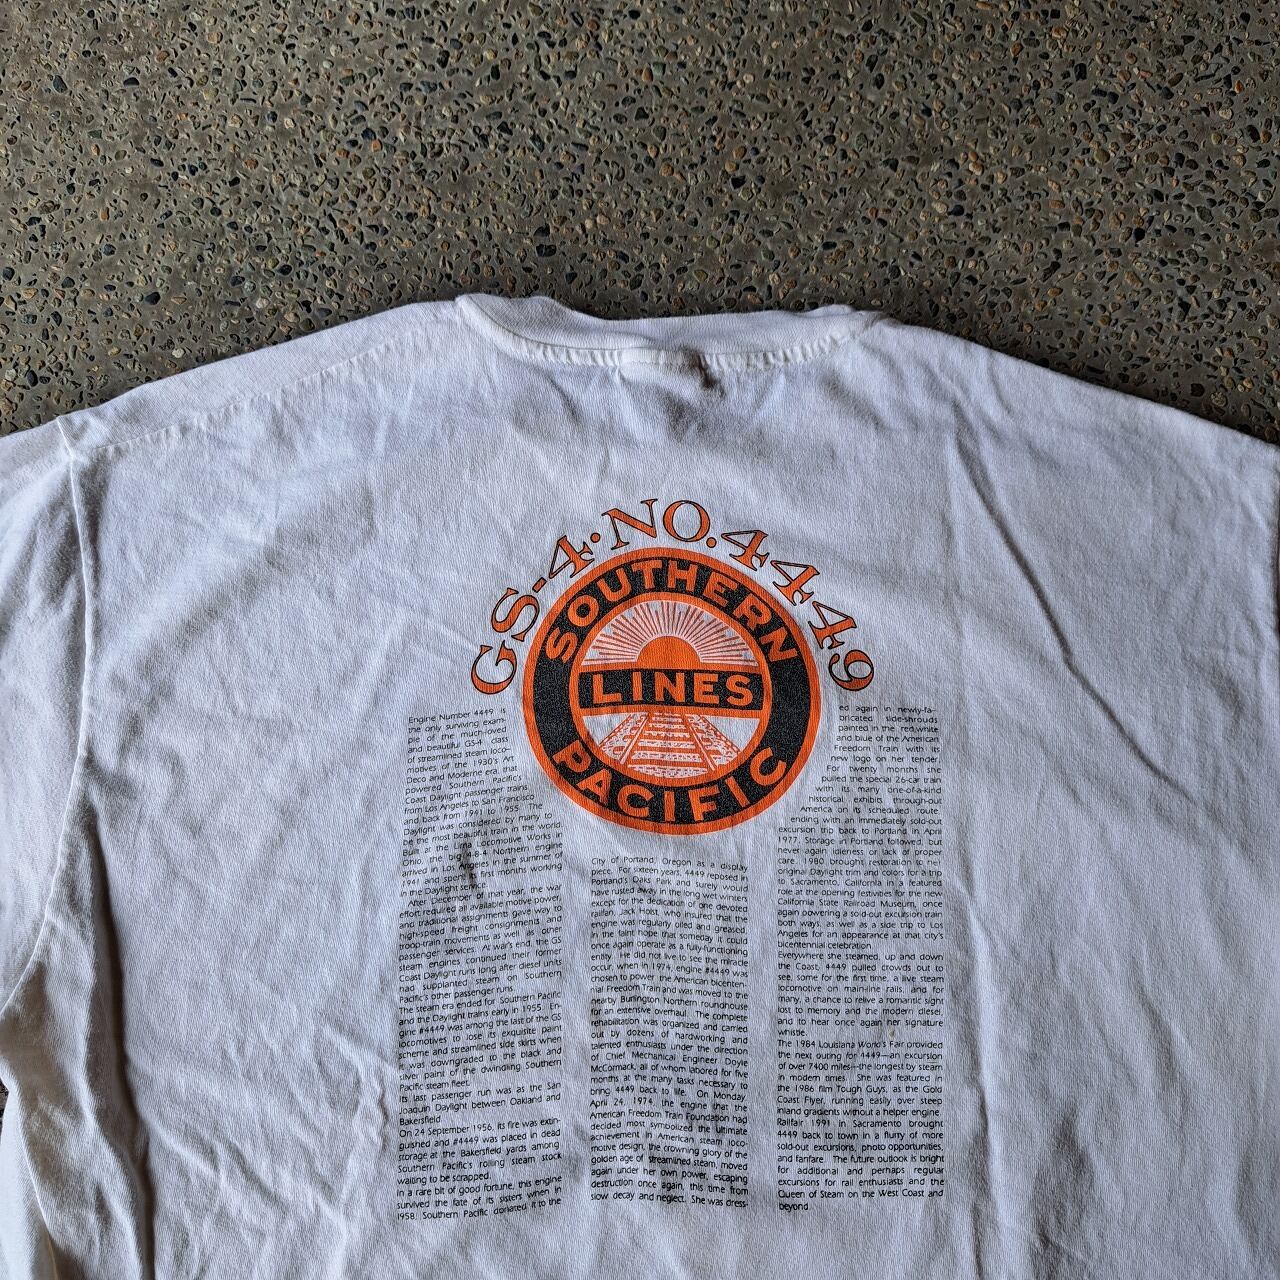 GS-4·NO.4449
SOUTHERN
LINES
PACIFIC
Engine Number 4449 is
the only surviving exam-
ple of the much-loved
and beautiful GS-4 class
of streamlined steam loco-
motives of the 1930's Art
Deco and Moderne era, that
powered Southern Pacific's
Coast Daylight passenger trains
from Los Angeles to San Francisco
and back from 1941 to 1955. The
Daylight was considered by many to
be the most beautiful train in the world.
Built at the Lima Locomotive Works in
Ohio, the big 4-8-4 Northern engine
arrived in Los Angeles in the summer of
1941 and spent its first months working
in the Daylight service.
After December of that year, the war
effort required all available motive power,
and traditional assignments gave way to
high-speed freight consignments and
troop-train movements as well as other
passenger services. At war's end, the GS
steam engines continued their former
Coast Daylight runs long after diesel units
had supplanted steam on Southern
Pacific's other passenger runs.
The steam era ended for Southern Pacific
and the Daylight trains early in 1955. En-
gine #4449 was among the last of the GS
locomotives to lose its exquisite paint
scheme and streamlined side skirts when
it was downgraded to the black and
silver paint of the dwindling Southern
Pacific steam fleet.
Its last passenger run was as the San
Joaquin Daylight between Oakland and
Bakersfield.
On 24 September 1956, its fire was extin-
guished and #4449 was placed in dead
storage at the Bakersfield yards among
Southern Pacific's rolling steam stock
waiting to be scrapped.
In a rare bit of good fortune, this engine
survived the fate of its sisters when in
1958, Southern Pacific donated it to the
City of Portland, Oregon as a display
piece. For sixteen years, 4449 reposed in
Portland's Oaks Park and surely would
have rusted away in the long wet winters
except for the dedication of one devoted
railfan, Jack Holst, who insured that the
engine was regularly oiled and greased
in the faint hope that someday it could
once again operate as a fully-functioning
entity. He did not live to see the miracle
occur, when in 1974, engine #4449 was
chosen to power the American bicenten-
nial Freedom Train and was moved to the
nearby Burlington Northern roundhouse
for an extensive overhaul. The complete
rehabilitation was organized and carried
out by dozens of hardworking and
talented enthusiasts under the direction
of Chief Mechanical Engineer Doyle
McCormack, all of whom labored for five
months at the many tasks necessary to
bring 4449 back to life. On Monday,
April 24, 1974, the engine that the
American Freedom Train Foundation had
decided most symbolized the ultimate
achievement in American steam loco-
motive design, the crowning glory of the
golden age of streamlined steam, moved
again under her own power, escaping
destruction once again, this time from
slow decay and neglect. She was dress-
ed again in newly-fa-
bricated side-shrouds
painted in the red,white
and blue of the American
Freedom Train with its
new logo on her tender.
For twenty months she
pulled the special 26-car train
with its many one-of-a-kind
historical exhibits through-out
America on its scheduled route,
ending with an immediately sold-out
excursion trip back to Portland in April
1977. Storage in Portland followed, but
never again idleness or lack of proper
care. 1980 brought restoration to her
original Daylight trim and colors for a trip
to Sacramento, California in a featured
role at the opening festivities for the new
California State Railroad Museum, once
again powering a sold-out excursion train
both ways, as well as a side trip to Los
Angeles for an appearance at that city's
bicentennial celebration.
Everywhere she steamed, up and down
the Coast, 4449 pulled crowds out to
see, some for the first time, a live steam
locomotive on main-line rails, and for
many, a chance to relive a romantic sight
lost to memory and the modern diesel,
and to hear once again her signature
whistle.
The 1984 Louisiana World's Fair provided
the next outing for 4449—an excursion
of over 7400 miles—the longest by steam
in modern times. She was featured in
the 1986 film Tough Guys, as the Gold
Coast Flyer, running easily over steep
inland gradients without a helper engine.
Railfair 1991 in Sacramento brought
4449 back to town in a flurry of more
sold-out excursions, photo opportunities,
and fanfare. The future outlook is bright
for additional and perhaps regular
excursions for rail enthusiasts and the
Queen of Steam on the West Coast and
beyond.